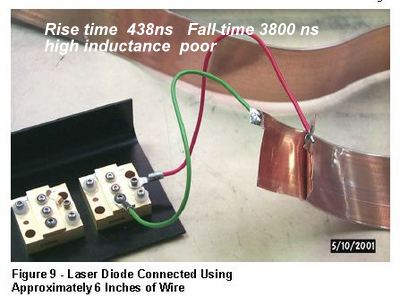 Rise time 438ns Fall time 3800 ns
high inductance poor
5/10/2001
Figure 9 - Laser Diode Connected Using
Approximately 6 Inches of Wire